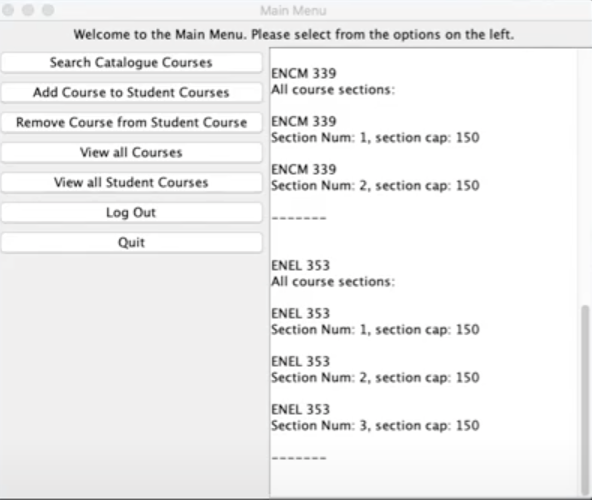 Main Menu
Welcome to the Main Menu. Please select from the options on the left.
Search Catalogue Courses
Add Course to Student Courses
Remove Course from Student Course
View all Courses
View all Student Courses
Log Out
Quit
ENCM 339
All course sections:
ENCM 339
Section Num: 1, section cap: 150
ENCM 339
Section Num: 2, section cap: 150
-------
ENEL 353
All course sections:
ENEL 353
Section Num: 1, section cap: 150
ENEL 353
Section Num: 2, section cap: 150
ENEL 353
Section Num: 3, section cap: 150
-------